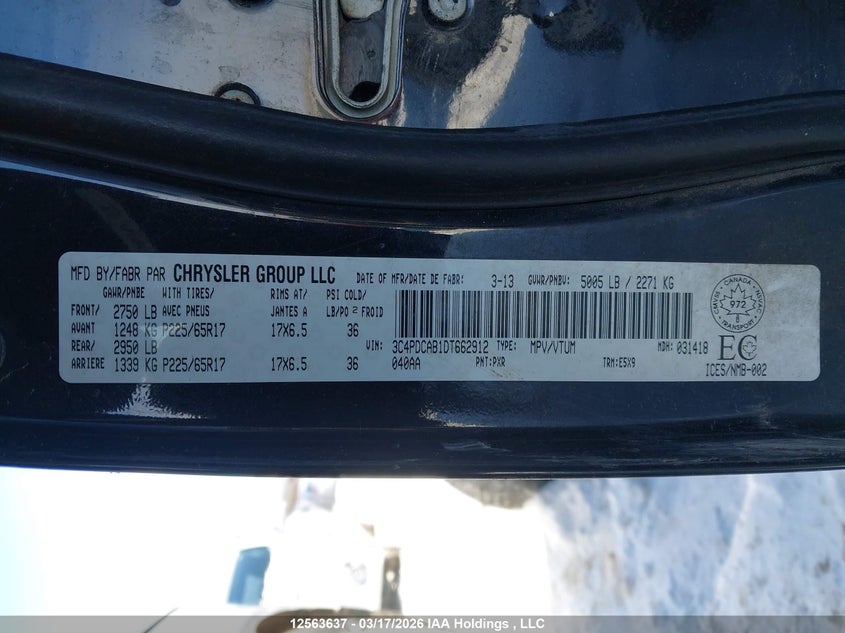 MFD BY/FABR PAR CHRYSLER GROUP LLC DATE OF MFR/DATE DE FABR: 3-13 GVWR/PNBV: 5005 LB / 2271 KG
GAWR/PNBE WITH TIRES/ RIMS AT/ PSI COLD/
FRONT/ 2750 LB AVEC PNEUS JANTES A LB/PO 2 FROID
AVANT 1248 KG P225/65R17 17X6.5 36
REAR/ 2950 LB
ARRIERE 1339 KG P225/65R17 17X6.5 36
VIN: 3C4PDCAB1DT662912 TYPE: MPV/VTUM MDH: 031418
040AA PNT:PXR TRM:E5X9
CANADA
CMVSS NSVAC
972
8
TRANSPORT
EC
ICES/NMB-002
12563637 - 03/17/2026 IAA Holdings , LLC